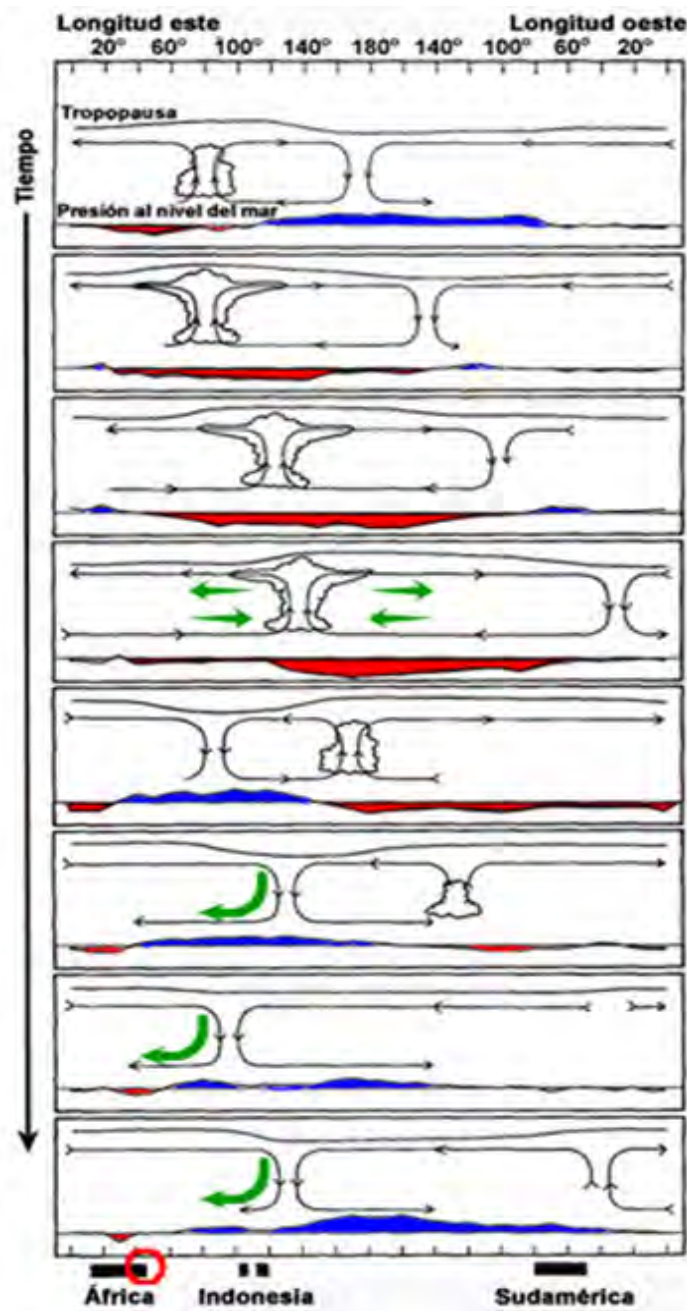 Longitud este Longitud oeste
20° 60° 100° 140° 180° 140° 100° 60° 20°
Tropopausa
Tiempo
Presión al nivel del mar
África Indonesia Sudamérica